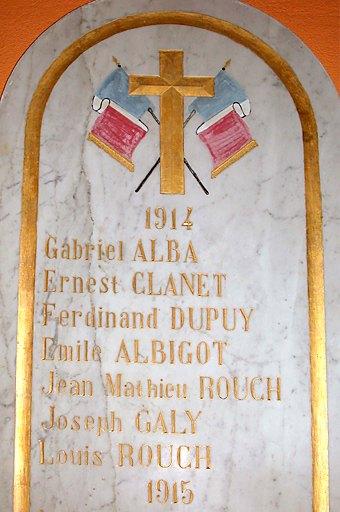 1914
Gabriel ALBA
Ernest CLANET
Ferdinand DUPUY
Emile ALBIGOT
Jean Mathieu ROUCH
Joseph GALY
Louis ROUCH
1915